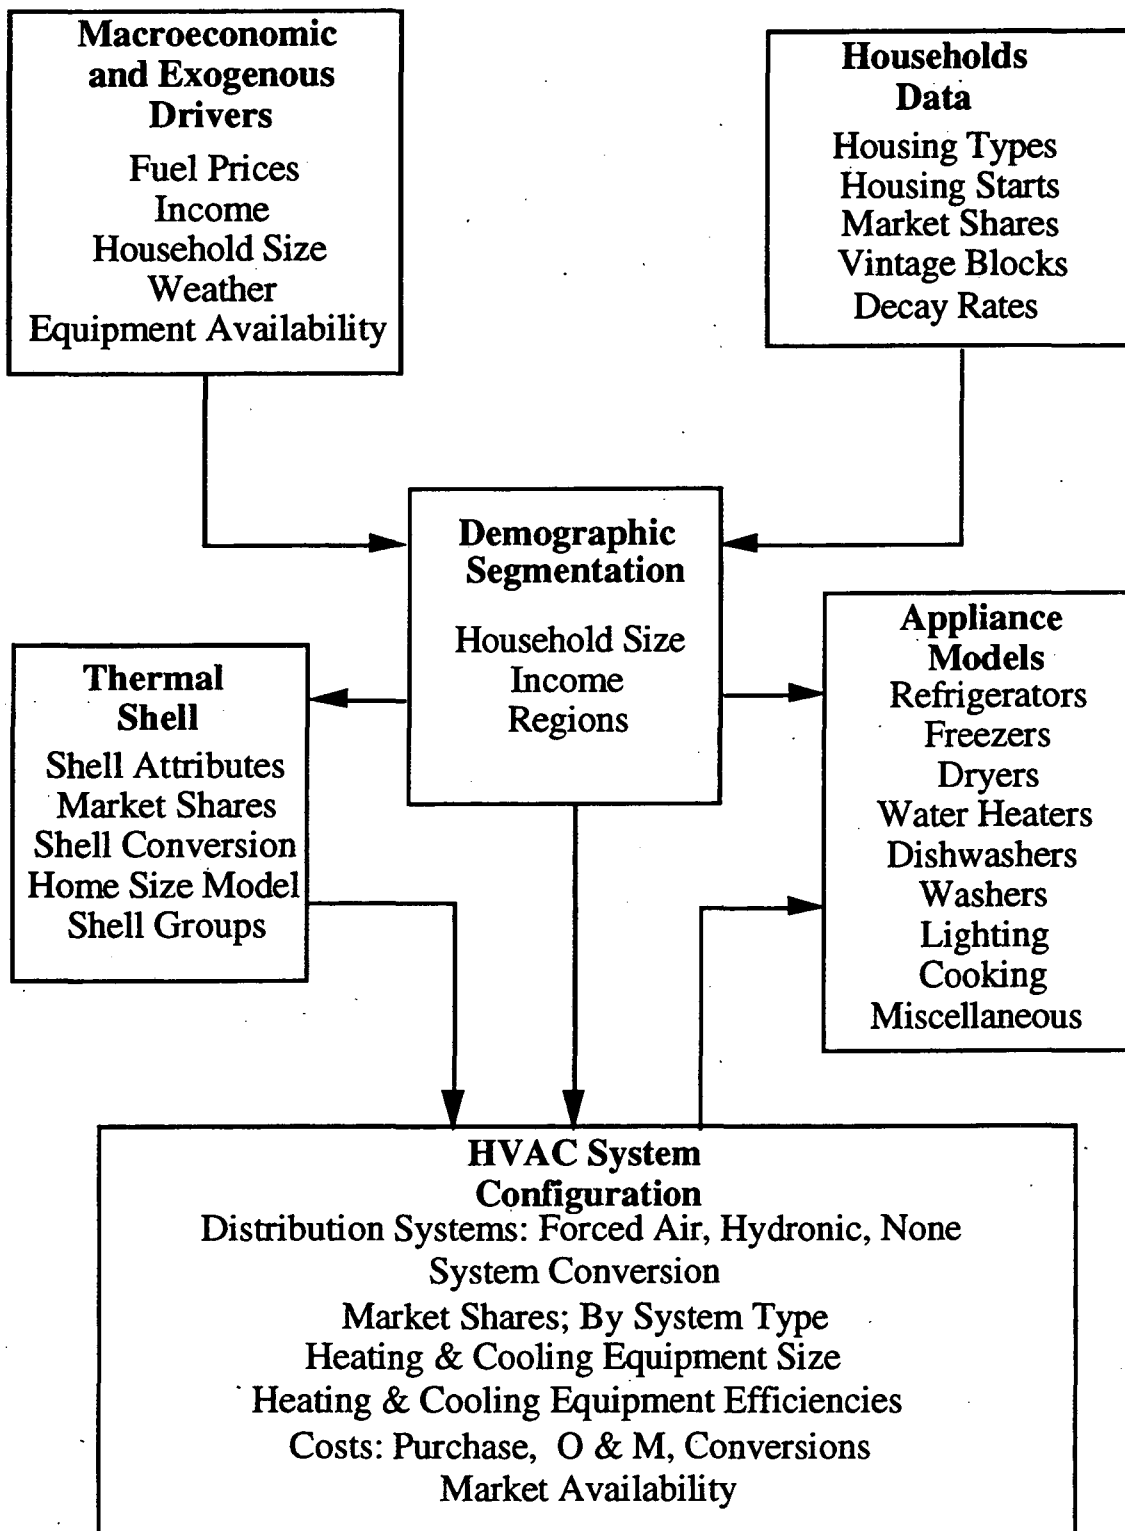 Macroeconomic
and Exogenous
Drivers
Fuel Prices
Income
Household Size
Weather
Equipment Availability
Households
Data
Housing Types
Housing Starts
Market Shares
Vintage Blocks
Decay Rates
Demographic
Segmentation
Household Size
Income
Regions
Thermal
Shell
Shell Attributes
Market Shares
Shell Conversion
Home Size Model
Shell Groups
Appliance
Models
Refrigerators
Freezers
Dryers
Water Heaters
Dishwashers
Washers
Lighting
Cooking
Miscellaneous
HVAC System
Configuration
Distribution Systems: Forced Air, Hydronic, None
System Conversion
Market Shares; By System Type
Heating & Cooling Equipment Size
Heating & Cooling Equipment Efficiencies
Costs: Purchase, O & M, Conversions
Market Availability